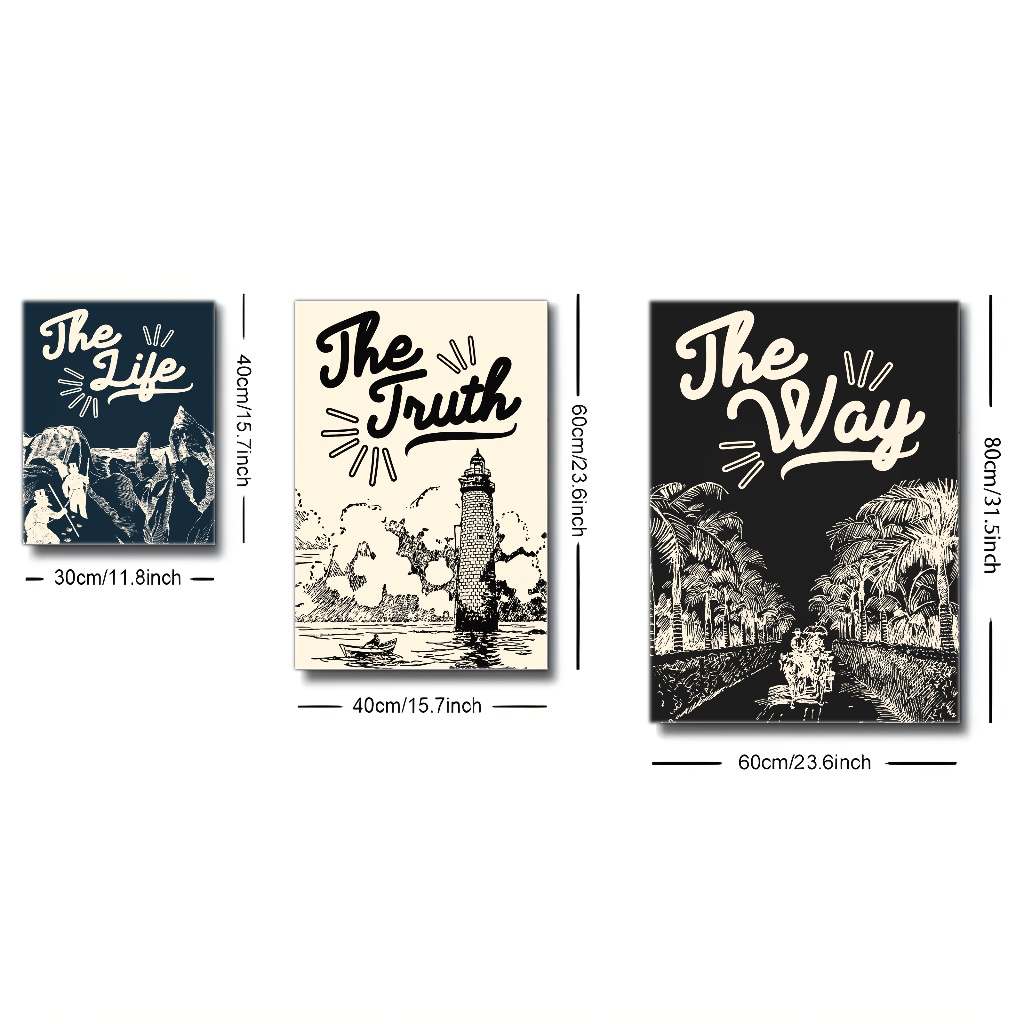 The
Life
40cm/15.7inch
30cm/11.8inch
The
Truth
60cm/23.6inch
40cm/15.7inch
The
Way
80cm/31.5inch
60cm/23.6inch